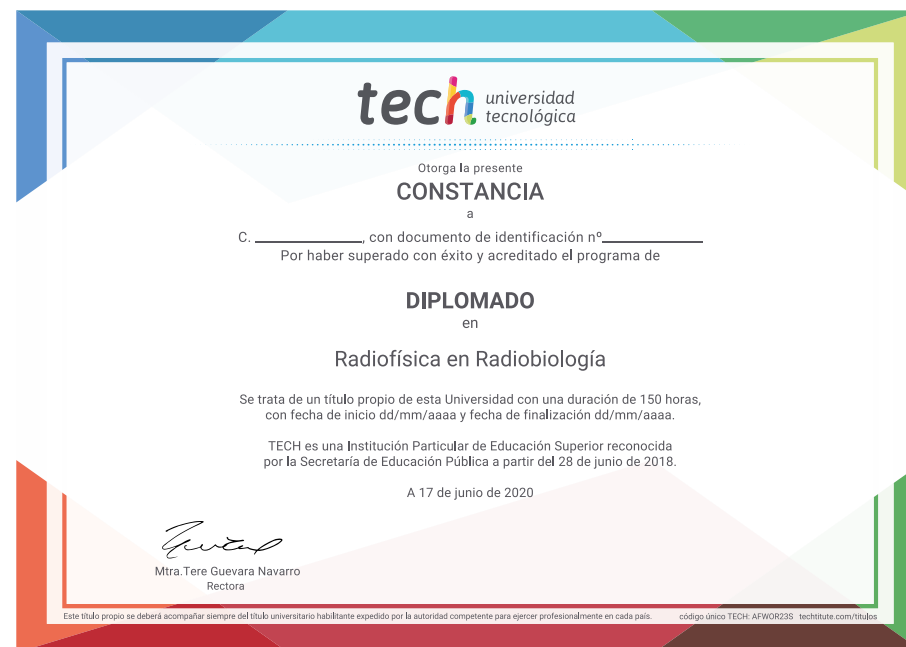 tech universidad
tecnológica
Otorga la presente
CONSTANCIA
a
C. ____________, con documento de identificación nº____________
Por haber superado con éxito y acreditado el programa de
DIPLOMADO
en
Radiofísica en Radiobiología
Se trata de un título propio de esta Universidad con una duración de 150 horas,
con fecha de inicio dd/mm/aaaa y fecha de finalización dd/mm/aaaa.
TECH es una Institución Particular de Educación Superior reconocida
por la Secretaría de Educación Pública a partir del 28 de junio de 2018.
A 17 de junio de 2020
Mtra.Tere Guevara Navarro
Rectora
Este título propio se deberá acompañar siempre del título universitario habilitante expedido por la autoridad competente para ejercer profesionalmente en cada país. código único TECH: AFWOR23S techtitute.com/titulos